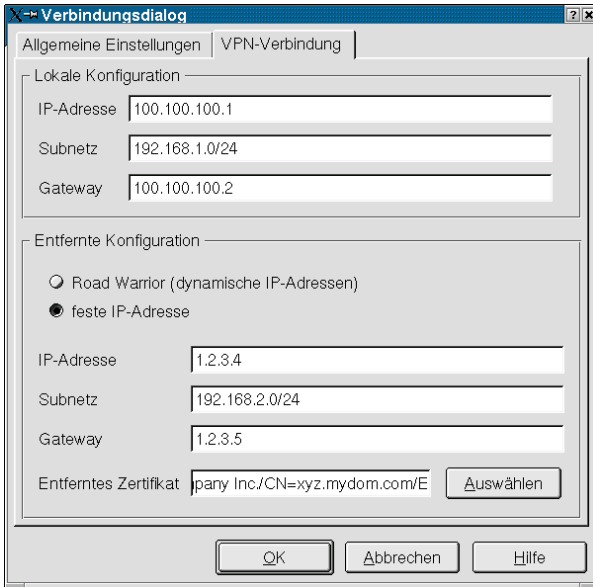 Verbindungsdialog
Allgemeine Einstellungen VPN-Verbindung
Lokale Konfiguration
IP-Adresse 100.100.100.1
Subnetz 192.168.1.0/24
Gateway 100.100.100.2
Entfernte Konfiguration
Road Warrior (dynamische IP-Adressen)
feste IP-Adresse
IP-Adresse 1.2.3.4
Subnetz 192.168.2.0/24
Gateway 1.2.3.5
Entferntes Zertifikat pany Inc./CN=xyz.mydom.com/E Auswählen
OK Abbrechen Hilfe